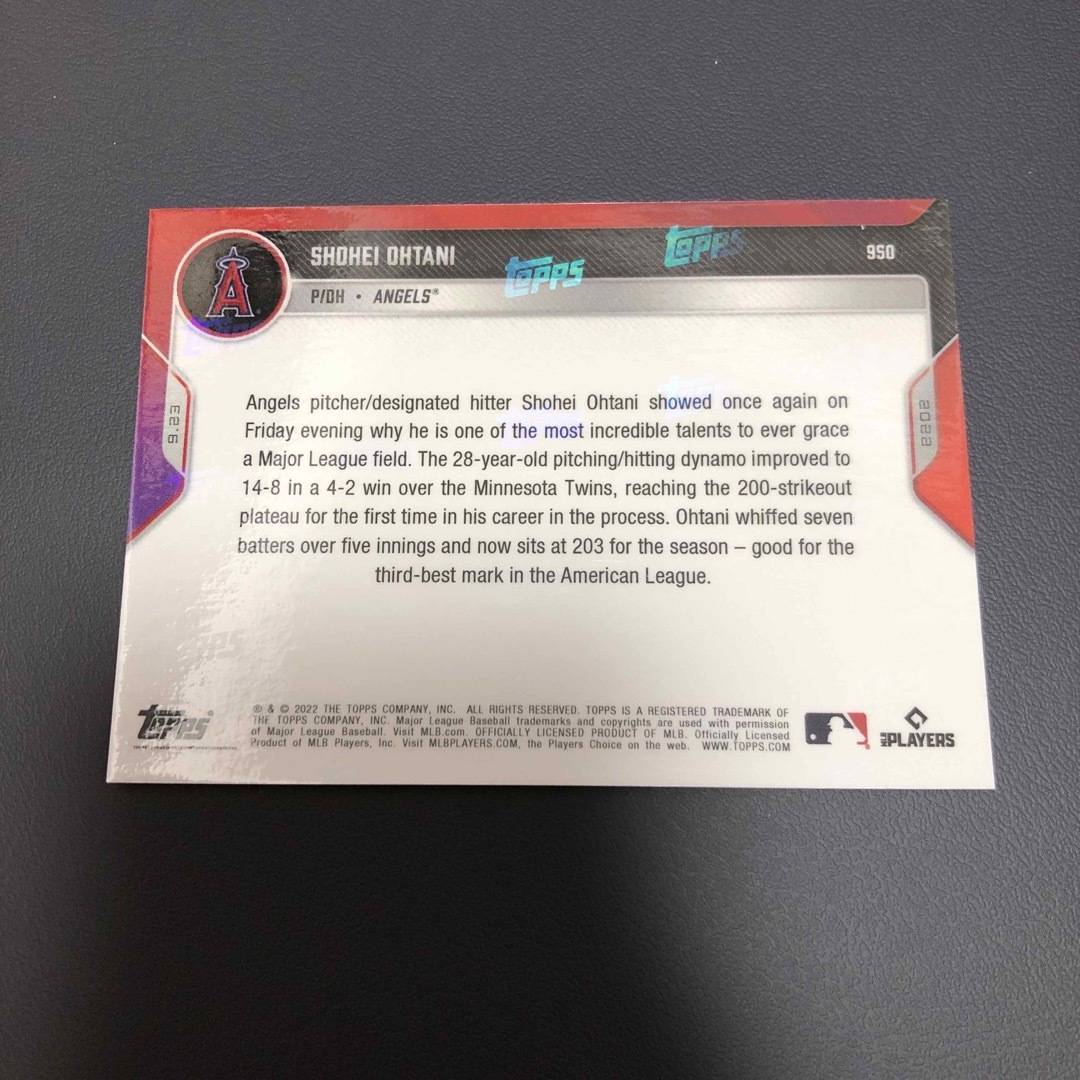 SHOHEI OHTANI
950
TOPPS
TOPPS
P/DH • ANGELS®
A
9.23
2022
Angels pitcher/designated hitter Shohei Ohtani showed once again on
Friday evening why he is one of the most incredible talents to ever grace
a Major League field. The 28-year-old pitching/hitting dynamo improved to
14-8 in a 4-2 win over the Minnesota Twins, reaching the 200-strikeout
plateau for the first time in his career in the process. Ohtani whiffed seven
batters over five innings and now sits at 203 for the season – good for the
third-best mark in the American League.
Topps
® & © 2022 THE TOPPS COMPANY, INC. ALL RIGHTS RESERVED. TOPPS IS A REGISTERED TRADEMARK OF
THE TOPPS COMPANY, INC. Major League Baseball trademarks and copyrights are used with permission
of Major League Baseball. Visit MLB.com. OFFICIALLY LICENSED PRODUCT OF MLB. Officially Licensed
Product of MLB Players, Inc. Visit MLBPLAYERS.COM, the Players Choice on the web. WWW.TOPPS.COM
MLB PLAYERS